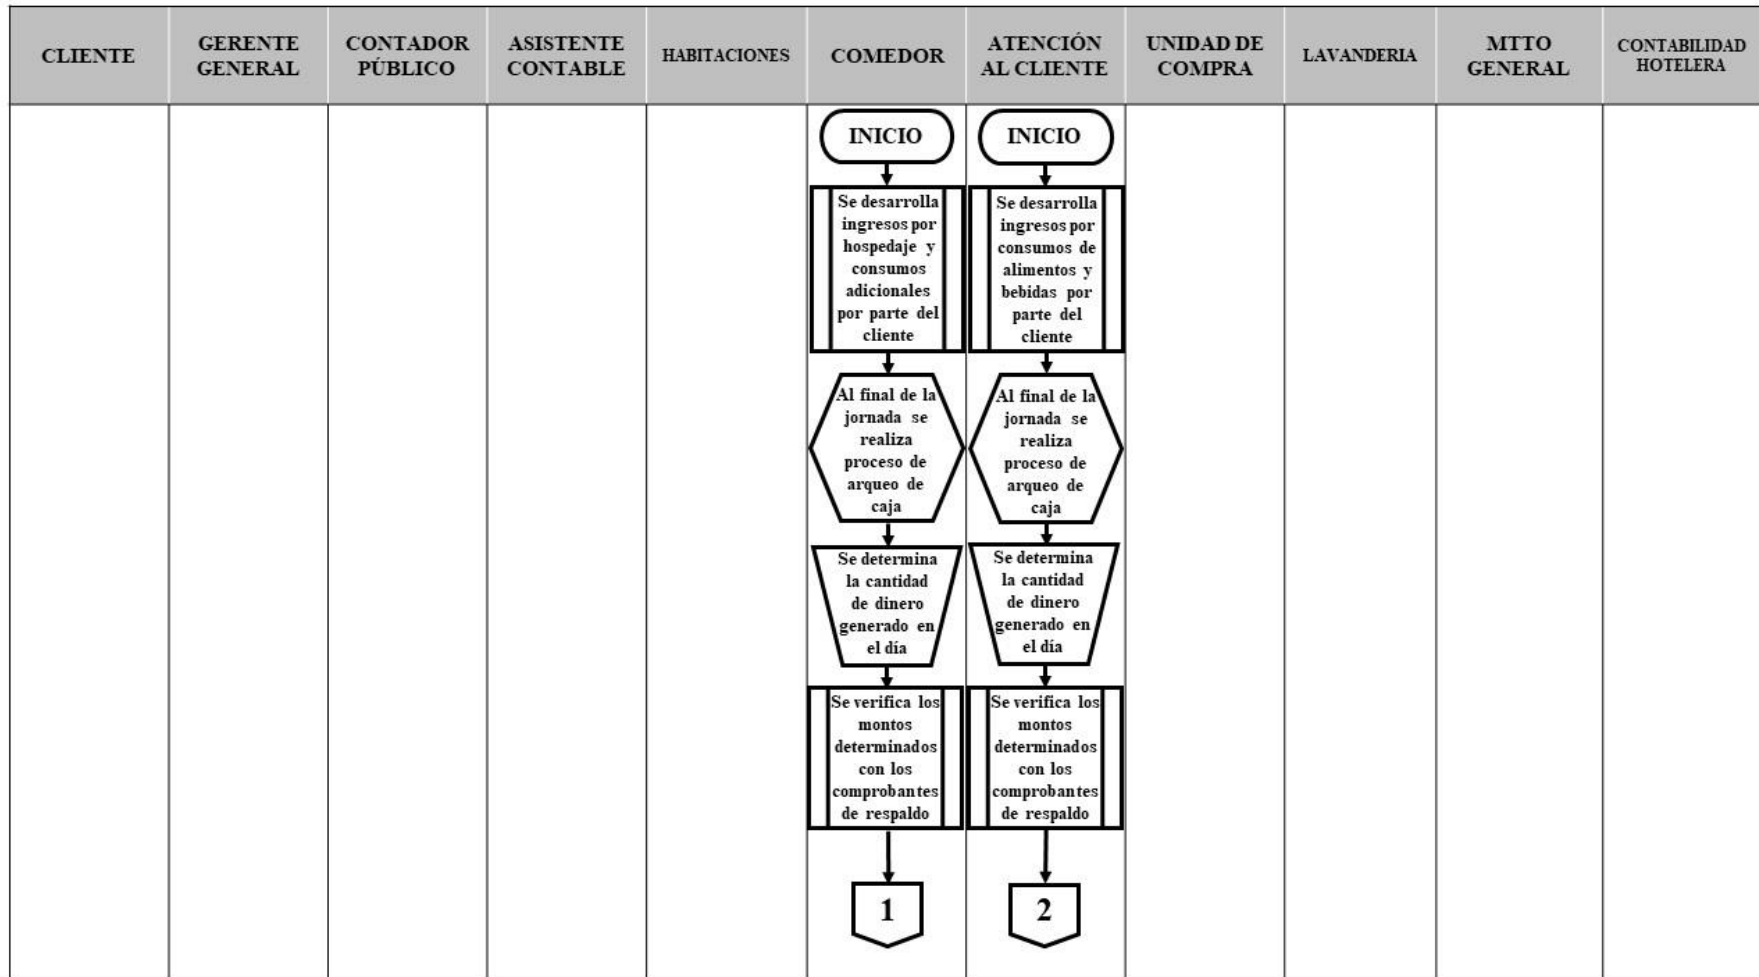 CLIENTE
GERENTE
GENERAL
CONTADOR
PÚBLICO
ASISTENTE
CONTABLE
HABITACIONES
COMEDOR
ATENCIÓN
AL CLIENTE
UNIDAD DE
COMPRA
LAVANDERIA
MTTO
GENERAL
CONTABILIDAD
HOTELERA
INICIO
Se desarrolla
ingresos por
hospedaje y
consumos
adicionales
por parte del
cliente
Al final de la
jornada se
realiza
proceso de
arqueo de
caja
Se determina
la cantidad
de dinero
generado en
el día
Se verifica los
montos
determinados
con los
comprobantes
de respaldo
1
INICIO
Se desarrolla
ingresos por
consumos de
alimentos y
bebidas por
parte del
cliente
Al final de la
jornada se
realiza
proceso de
arqueo de
caja
Se determina
la cantidad
de dinero
generado en
el día
Se verifica los
montos
determinados
con los
comprobantes
de respaldo
2